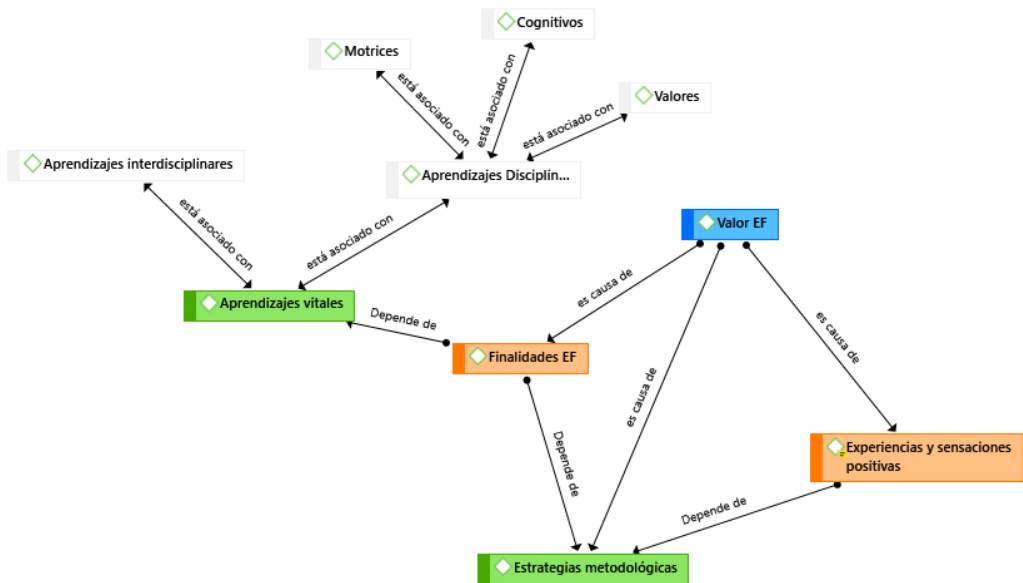 Cognitivos
Motrices
está asociado con
está asociado con
Valores
está asociado con
Aprendizajes interdisciplinares
Aprendizajes Disciplin...
está asociado con
está asociado con
Valor EF
Aprendizajes vitales
es causa de
Depende de
es causa de
Finalidades EF
es causa de
Depende de
Experiencias y sensaciones
positivas
Depende de
Estrategias metodológicas